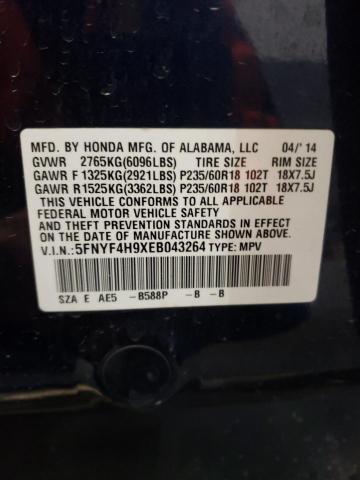 MFD. BY HONDA MFG. OF ALABAMA, LLC 04/'14
GVWR 2765KG(6096LBS) TIRE SIZE RIM SIZE
GAWR F 1325KG(2921LBS) P235/60R18 102T 18X7.5J
GAWR R 1525KG(3362LBS) P235/60R18 102T 18X7.5J
THIS VEHICLE CONFORMS TO ALL APPLICABLE
FEDERAL MOTOR VEHICLE SAFETY STANDARDS
IN EFFECT ON THE DATE OF MANUFACTURE SHOWN ABOVE.
V.I.N.: 5FNYF4H9XEB043264 TYPE: MPV
SZA E AE5 -B588P -B -B